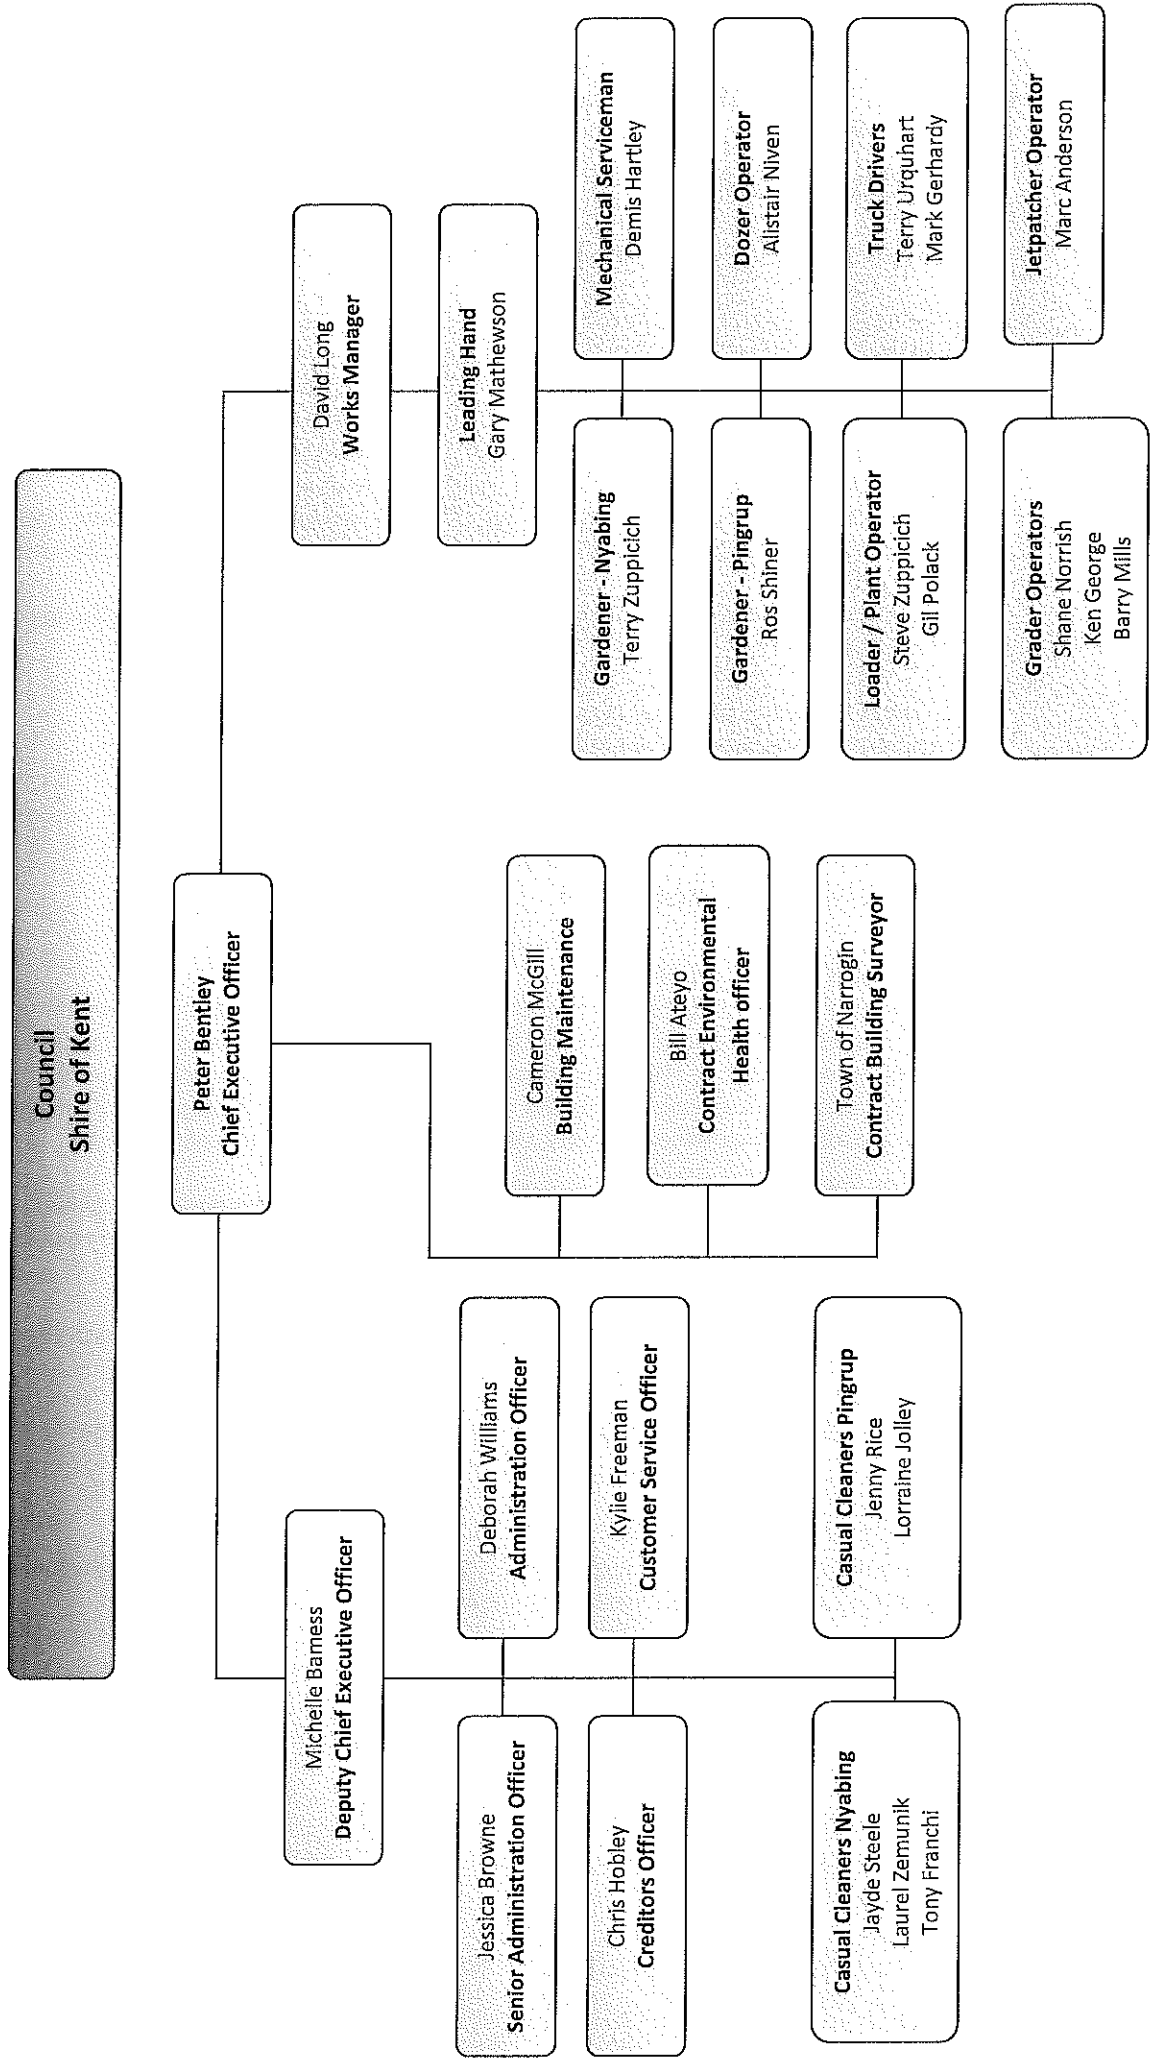 Council
Shire of Kent
Peter Bentley
Chief Executive Officer
Michelle Bamess
Deputy Chief Executive Officer
David Long
Works Manager
Leading Hand
Gary Mathewson
Jessica Browne
Senior Administration Officer
Deborah Williams
Administration Officer
Chris Hobley
Creditors Officer
Kylie Freeman
Customer Service Officer
Casual Cleaners Nyabing
Jayde Steele
Laurel Zemunik
Tony Franchi
Casual Cleaners Pingrup
Jenny Rice
Lorraine Jolley
Cameron McGill
Building Maintenance
Bill Ateyo
Contract Environmental
Health officer
Town of Narrogin
Contract Building Surveyor
Gardener - Nyabing
Terry Zuppicich
Mechanical Serviceman
Demis Hartley
Gardener - Pingrup
Ros Shiner
Dozer Operator
Alistair Niven
Loader / Plant Operator
Steve Zuppicich
Gil Polack
Truck Drivers
Terry Urquhart
Mark Gerhardy
Grader Operators
Shane Norrish
Ken George
Barry Mills
Jetpatcher Operator
Marc Anderson